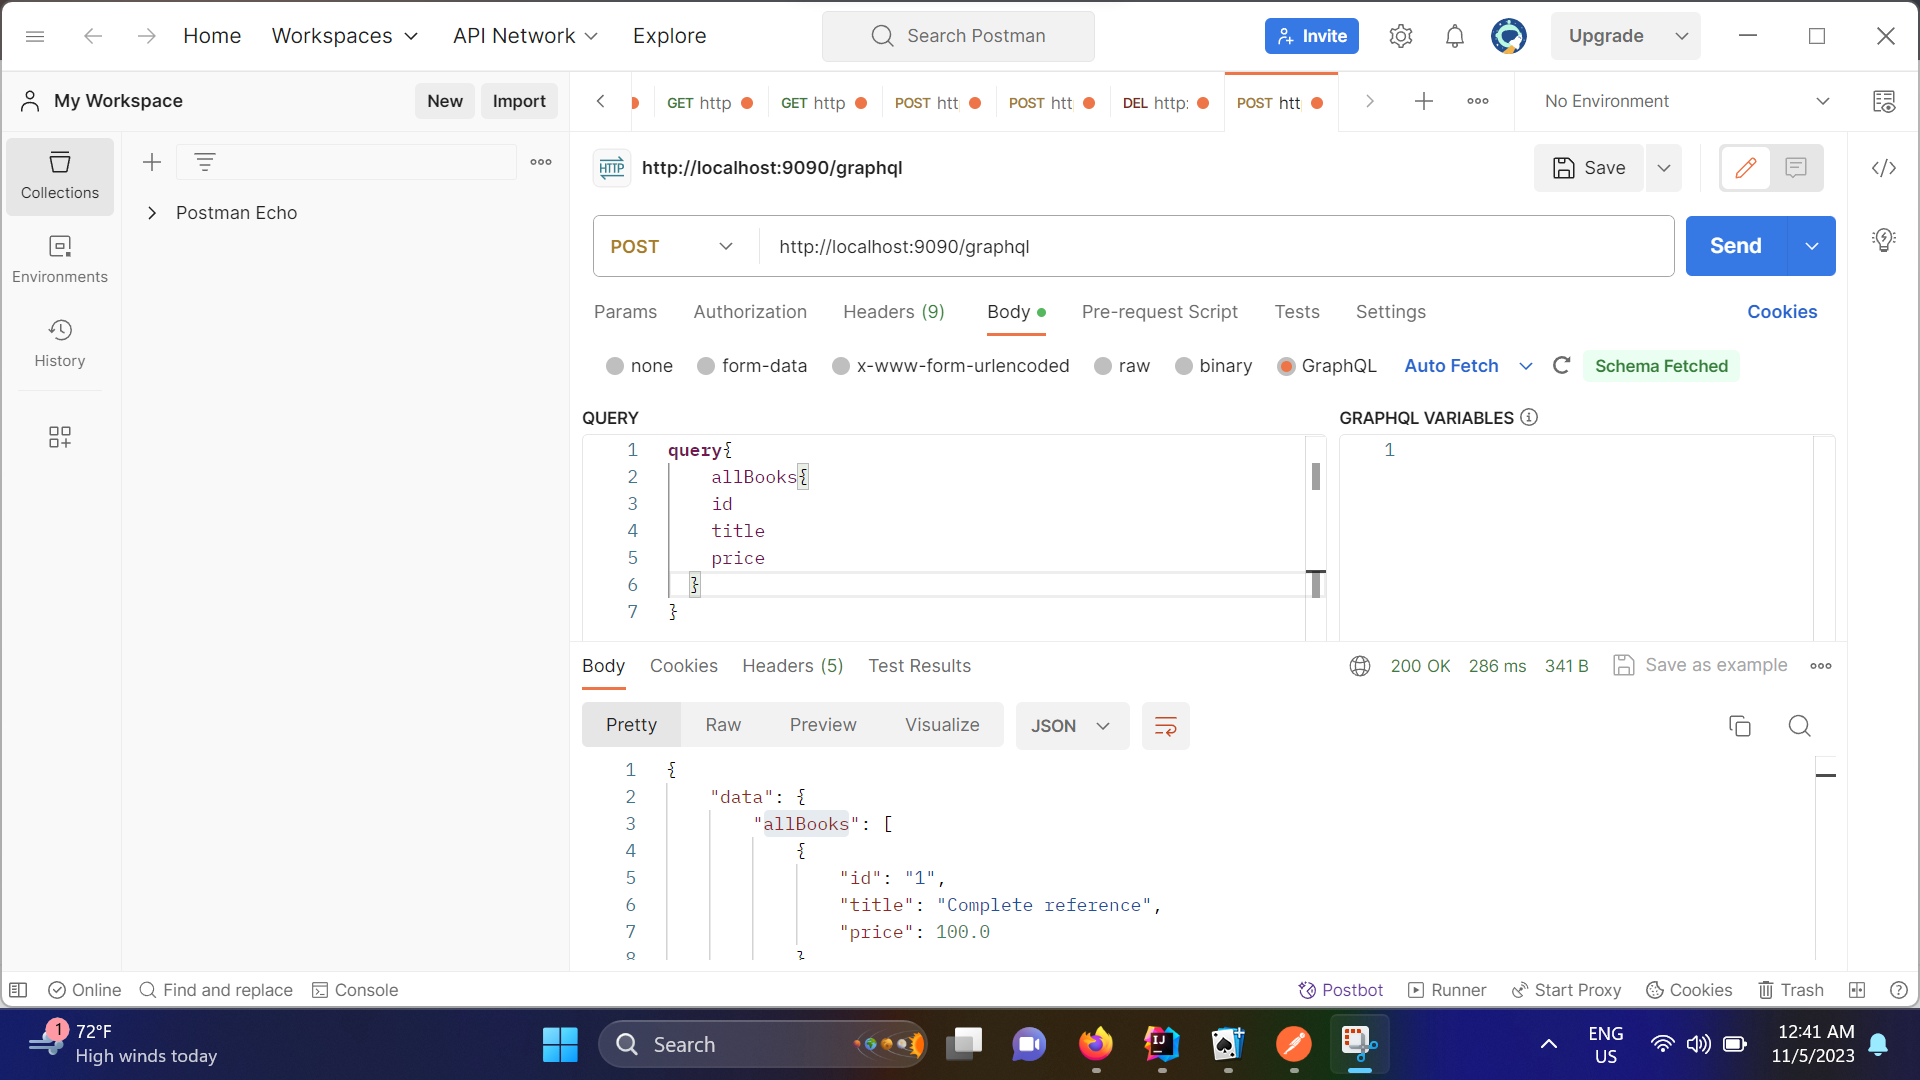 Home
Workspaces
API Network
Explore
Search Postman
Invite
Upgrade
My Workspace
New
Import
GET http
GET http
POST htt
POST htt
DEL http:
POST htt
No Environment
Collections
Environments
History
Postman Echo
HTTP
http://localhost:9090/graphql
Save
POST
http://localhost:9090/graphql
Send
Params
Authorization
Headers (9)
Body
Pre-request Script
Tests
Settings
Cookies
none
form-data
x-www-form-urlencoded
raw
binary
GraphQL
Auto Fetch
Schema Fetched
QUERY
1 query{
2 allBooks{
3 id
4 title
5 price
6 }
7 }
GRAPHQL VARIABLES
1
Body
Cookies
Headers (5)
Test Results
200 OK
286 ms
341 B
Save as example
Pretty
Raw
Preview
Visualize
JSON
1 {
2 "data": {
3 "allBooks": [
4 {
5 "id": "1",
6 "title": "Complete reference",
7 "price": 100.0
8 }
Online
Find and replace
Console
Postbot
Runner
Start Proxy
Cookies
Trash
1
72°F
High winds today
Search
IJ
ENG
US
12:41 AM
11/5/2023